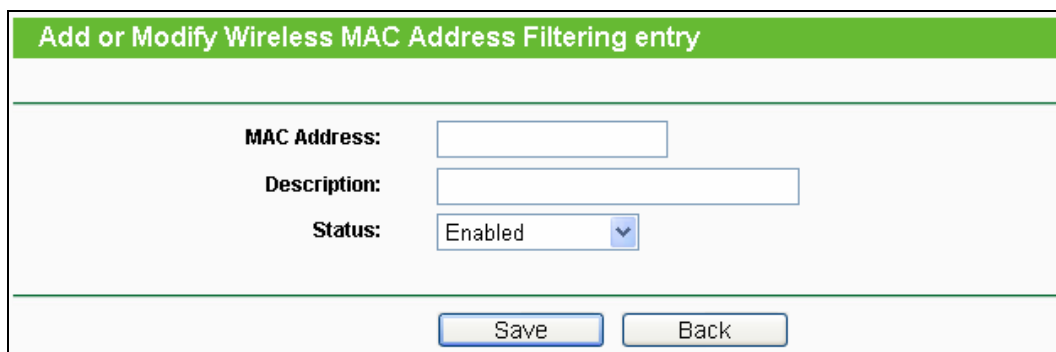 Add or Modify Wireless MAC Address Filtering entry
MAC Address:
Description:
Status: Enabled
Save Back